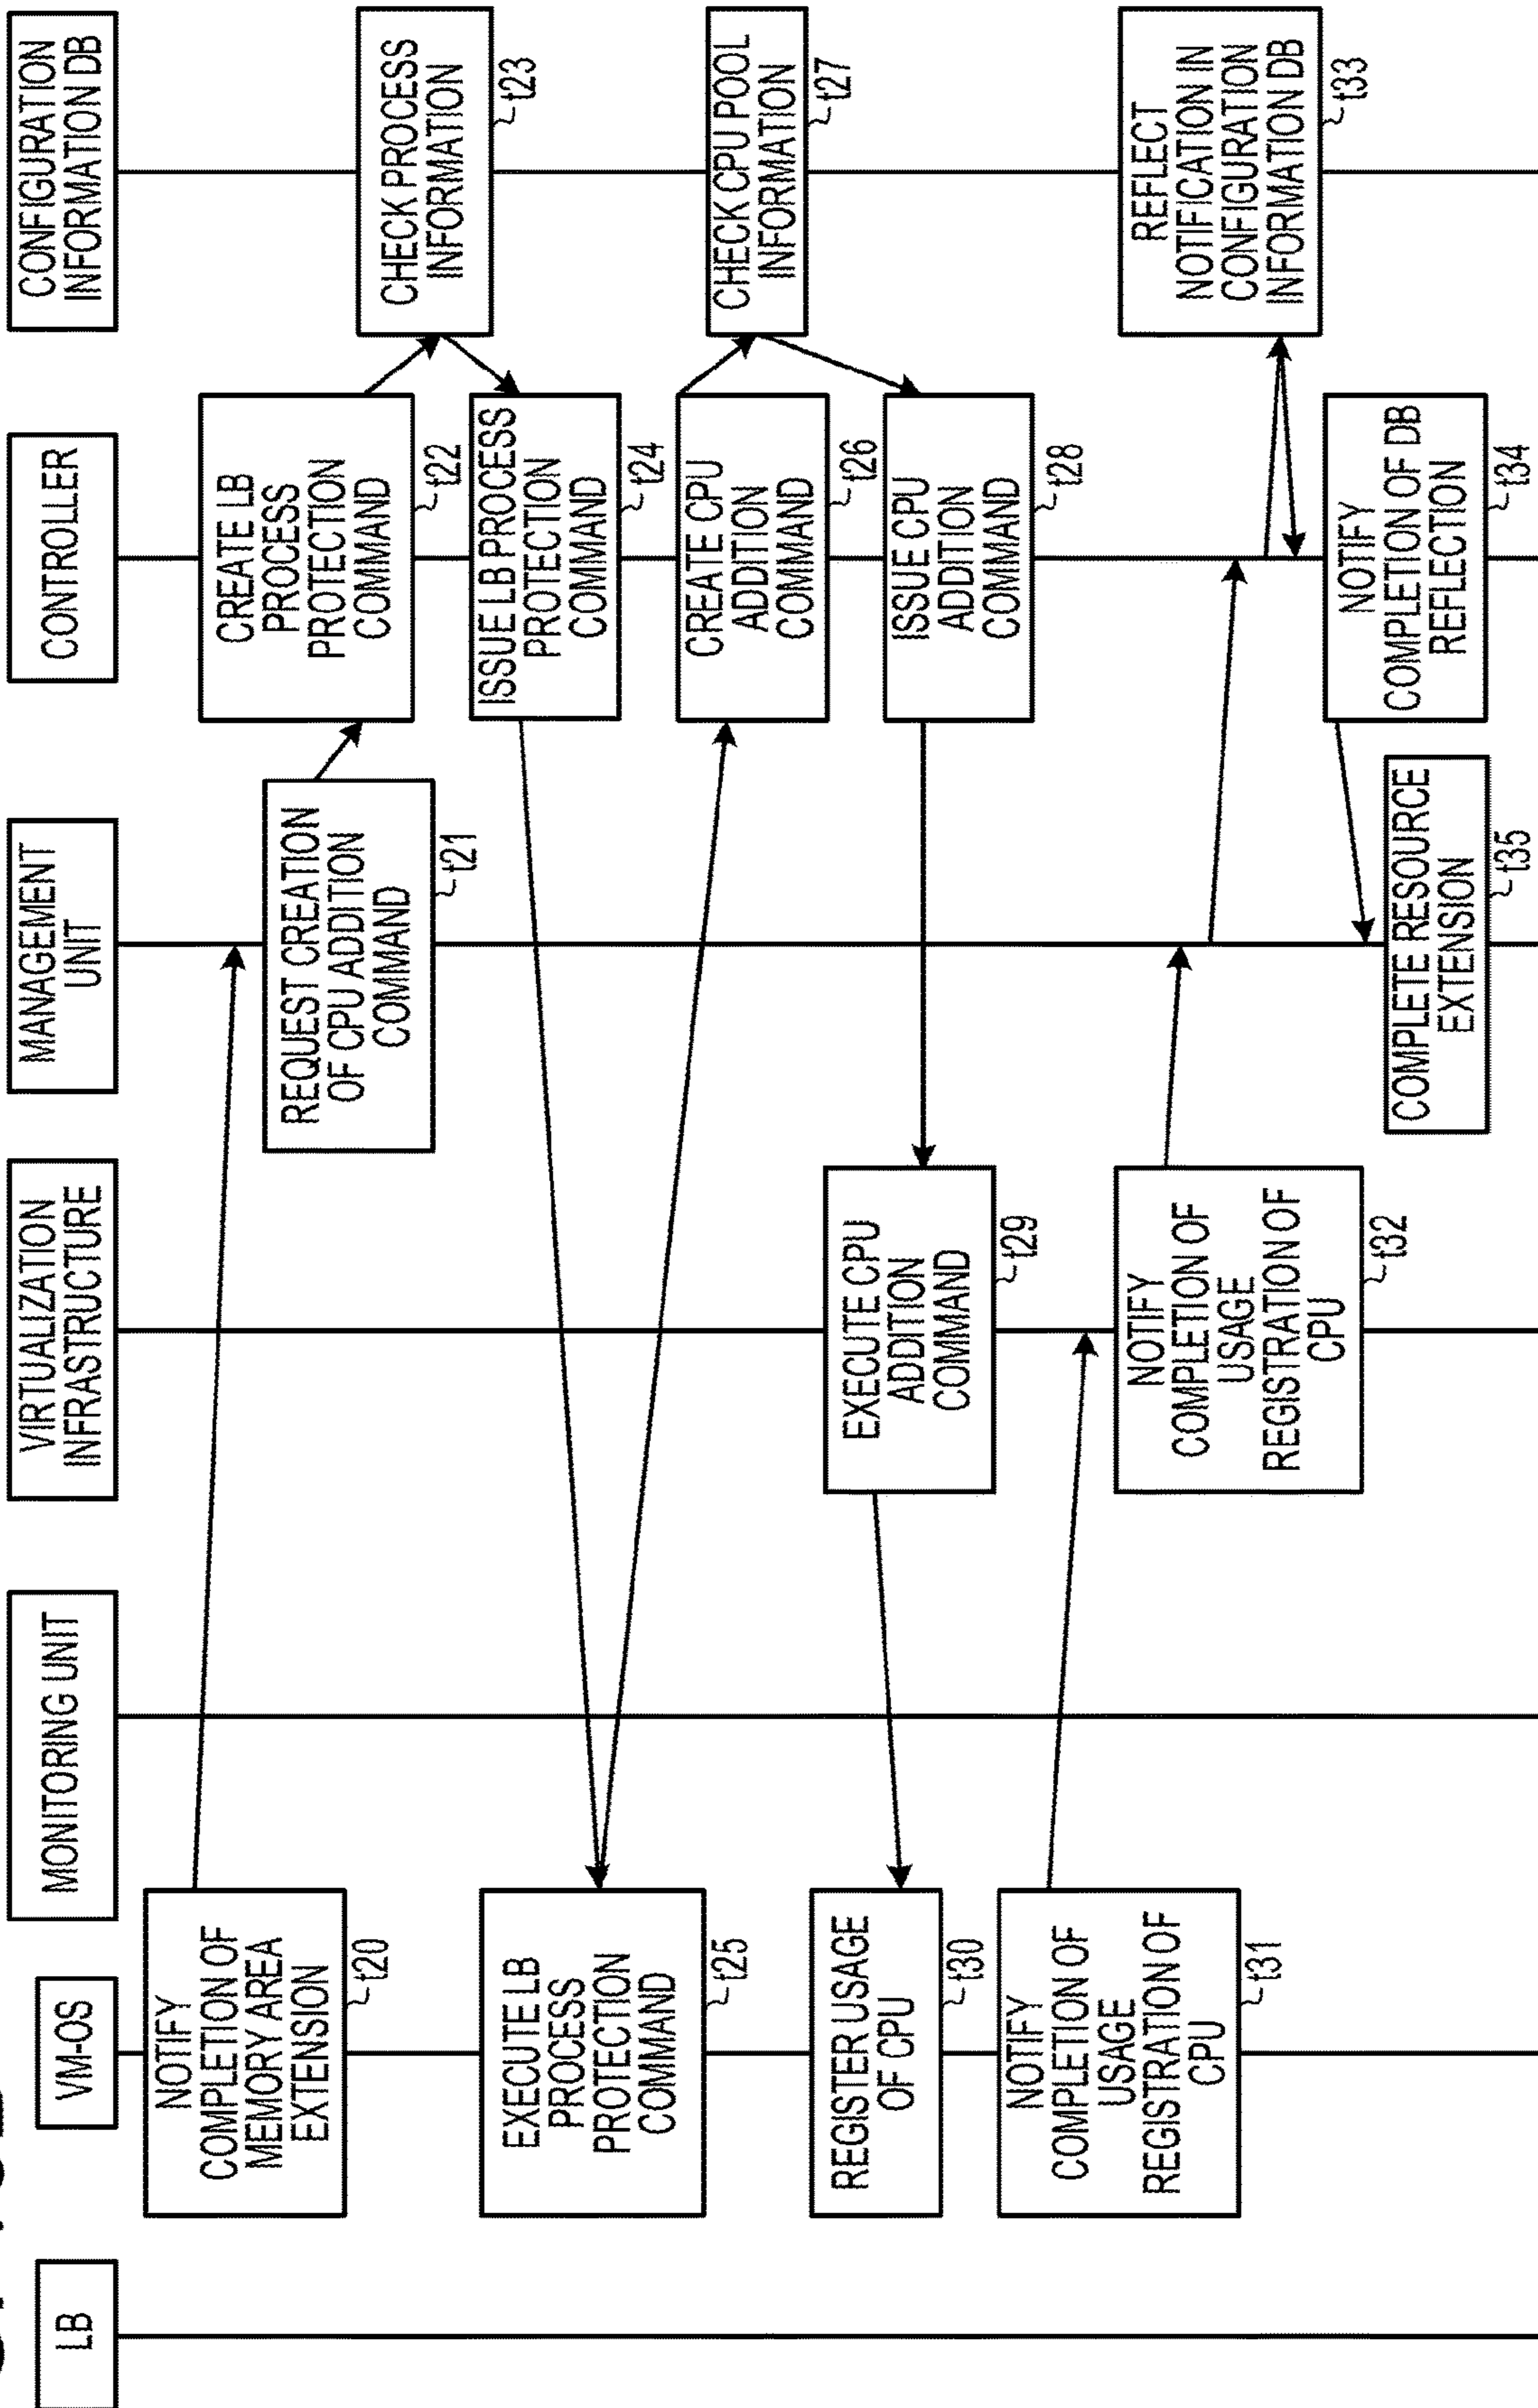 LB
VM-OS
MONITORING UNIT
VIRTUALIZATION
INFRASTRUCTURE
MANAGEMENT
UNIT
CONTROLLER
CONFIGURATION
INFORMATION DB
NOTIFY
COMPLETION OF
MEMORY AREA
EXTENSION
t20
REQUEST CREATION
OF CPU ADDITION
COMMAND
t21
CREATE LB
PROCESS
PROTECTION
COMMAND
t22
CHECK PROCESS
INFORMATION
t23
ISSUE LB PROCESS
PROTECTION
COMMAND
t24
EXECUTE LB
PROCESS
PROTECTION
COMMAND
t25
CREATE CPU
ADDITION
COMMAND
t26
CHECK CPU POOL
INFORMATION
t27
ISSUE CPU
ADDITION
COMMAND
t28
EXECUTE CPU
ADDITION
COMMAND
t29
REGISTER USAGE
OF CPU
t30
NOTIFY
COMPLETION OF
USAGE
REGISTRATION OF
CPU
t31
NOTIFY
COMPLETION OF
USAGE
REGISTRATION OF
CPU
t32
REFLECT
NOTIFICATION IN
CONFIGURATION
INFORMATION DB
t33
NOTIFY
COMPLETION OF DB
REFLECTION
t34
COMPLETE RESOURCE
EXTENSION
t35